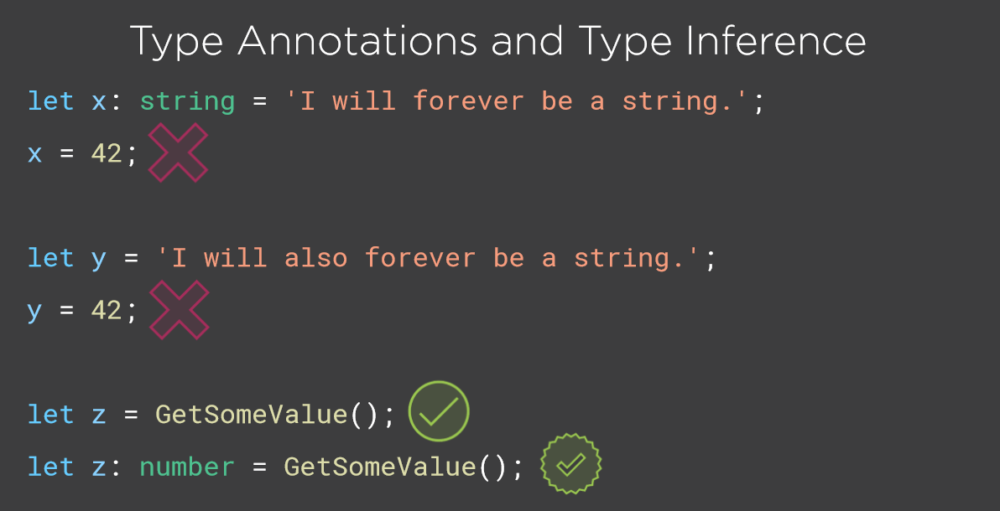 Type Annotations and Type Inference
let x: string = 'I will forever be a string.';
x = 42;
let y = 'I will also forever be a string.';
y = 42;
let z = GetSomeValue();
let z: number = GetSomeValue();